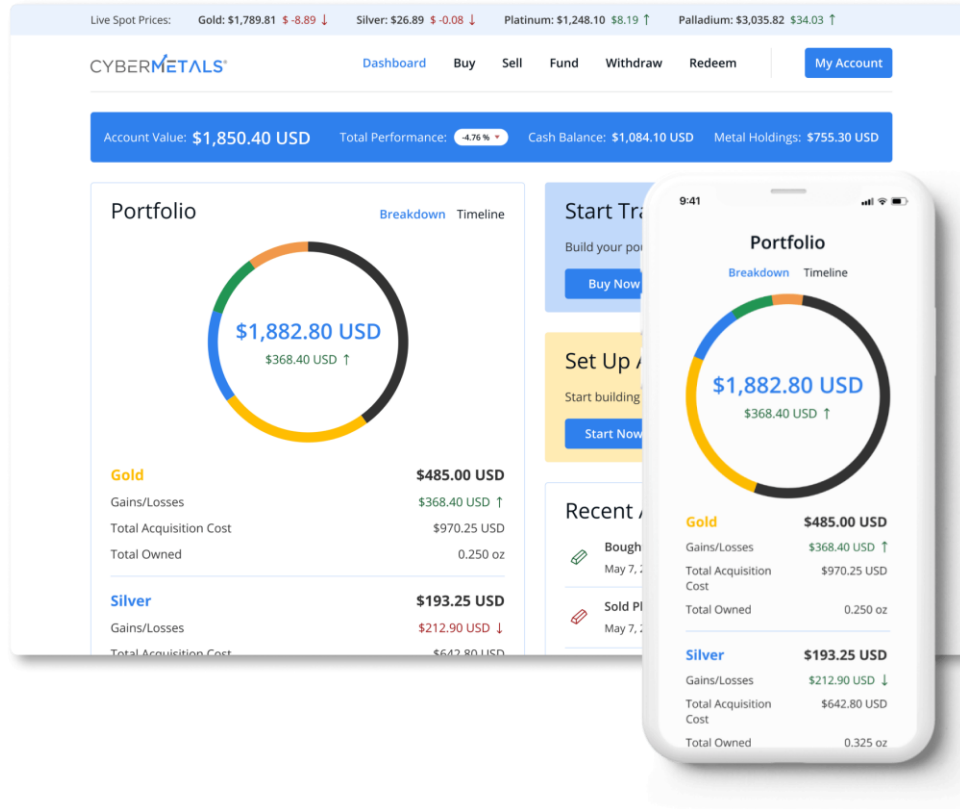 Live Spot Prices: Gold: $1,789.81 $ -8.89 ↓ Silver: $26.89 $ -0.08 ↓ Platinum: $1,248.10 $8.19 ↑ Palladium: $3,035.82 $34.03 ↑
CYBERMETALS® Dashboard Buy Sell Fund Withdraw Redeem My Account
Account Value: $1,850.40 USD Total Performance: -4.76 % ▼ Cash Balance: $1,084.10 USD Metal Holdings: $755.30 USD
Portfolio Breakdown Timeline
$1,882.80 USD
$368.40 USD ↑
Gold $485.00 USD
Gains/Losses $368.40 USD ↑
Total Acquisition Cost $970.25 USD
Total Owned 0.250 oz
Silver $193.25 USD
Gains/Losses $212.90 USD ↓
Total Acquisition Cost $642.80 USD
Start
Build your
Buy Now
Set Up
Start building
Start Now
Recent
May 7,
Sold
May 7,
9:41
Portfolio
Breakdown Timeline
$1,882.80 USD
$368.40 USD ↑
Gold $485.00 USD
Gains/Losses $368.40 USD ↑
Total Acquisition $970.25 USD
Cost
Total Owned 0.250 oz
Silver $193.25 USD
Gains/Losses $212.90 USD ↓
Total Acquisition $642.80 USD
Cost
Total Owned 0.325 oz